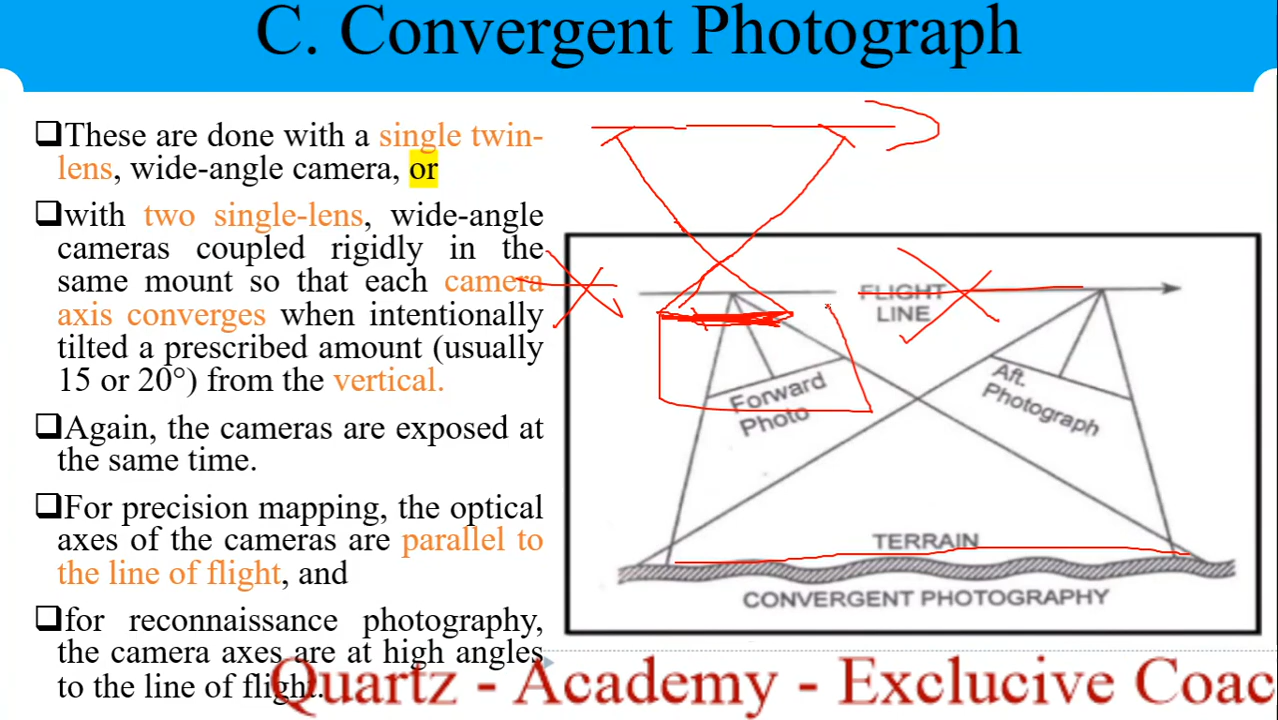 C. Convergent Photograph
These are done with a single twin-
lens, wide-angle camera, or
with two single-lens, wide-angle
cameras coupled rigidly in the
same mount so that each camera
axis converges when intentionally
tilted a prescribed amount (usually
15 or 20°) from the vertical.
Again, the cameras are exposed at
the same time.
For precision mapping, the optical
axes of the cameras are parallel to
the line of flight, and
for reconnaissance photography,
the camera axes are at high angles
to the line of flight.
FLIGHT
LINE
Forward
Photo
Aft.
Photograph
TERRAIN
CONVERGENT PHOTOGRAPHY
Quartz - Academy - Exclucive Coac